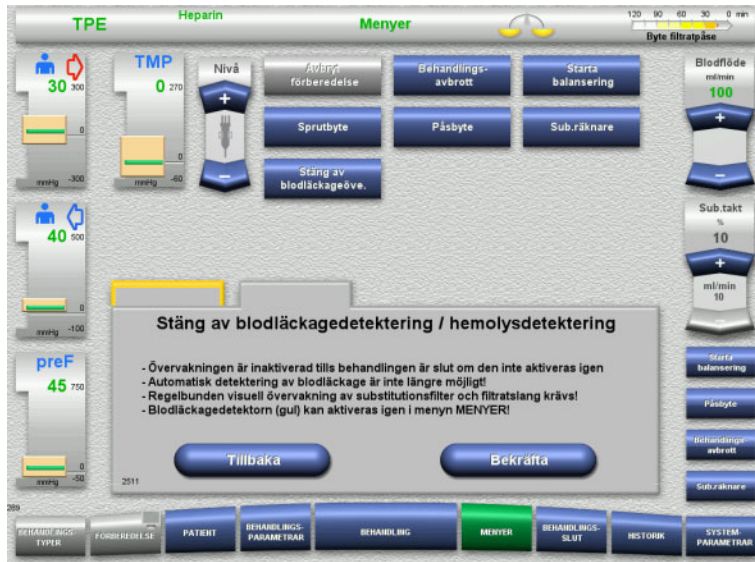 TPE
Heparin
Menyer
120 90 60 30 0 min
Byte filtratpåse
30 300
0
-300
mmHg
TMP
0 270
0
mmHg -60
Nivå
+
–
Avbryt
förberedelse
Behandlings-
avbrott
Starta
balansering
Sprutbyte
Påsbyte
Sub.räknare
Stäng av
blodläckageöve.
Blodflöde
ml/min
100
+
–
40 500
0
mmHg -100
Sub.takt
%
10
+
ml/min
10
preF
45 750
0
mmHg -50
Stäng av blodläckagedetektering / hemolysdetektering
- Övervakningen är inaktiverad tills behandlingen är slut om den inte aktiveras igen
- Automatisk detektering av blodläckage är inte längre möjligt!
- Regelbunden visuell övervakning av substitutionsfilter och filtratslang krävs!
- Blodläckagedetektorn (gul) kan aktiveras igen i menyn MENYER!
Tillbaka
Bekräfta
2511
Starta
balansering
Påsbyte
Behandlings-
avbrott
Sub.räknare
269
BEHANDLINGS-
TYPER
FÖRBEREDELSE
PATIENT
BEHANDLINGS-
PARAMETRAR
BEHANDLING
MENYER
BEHANDLINGS-
SLUT
HISTORIK
SYSTEM-
PARAMETRAR